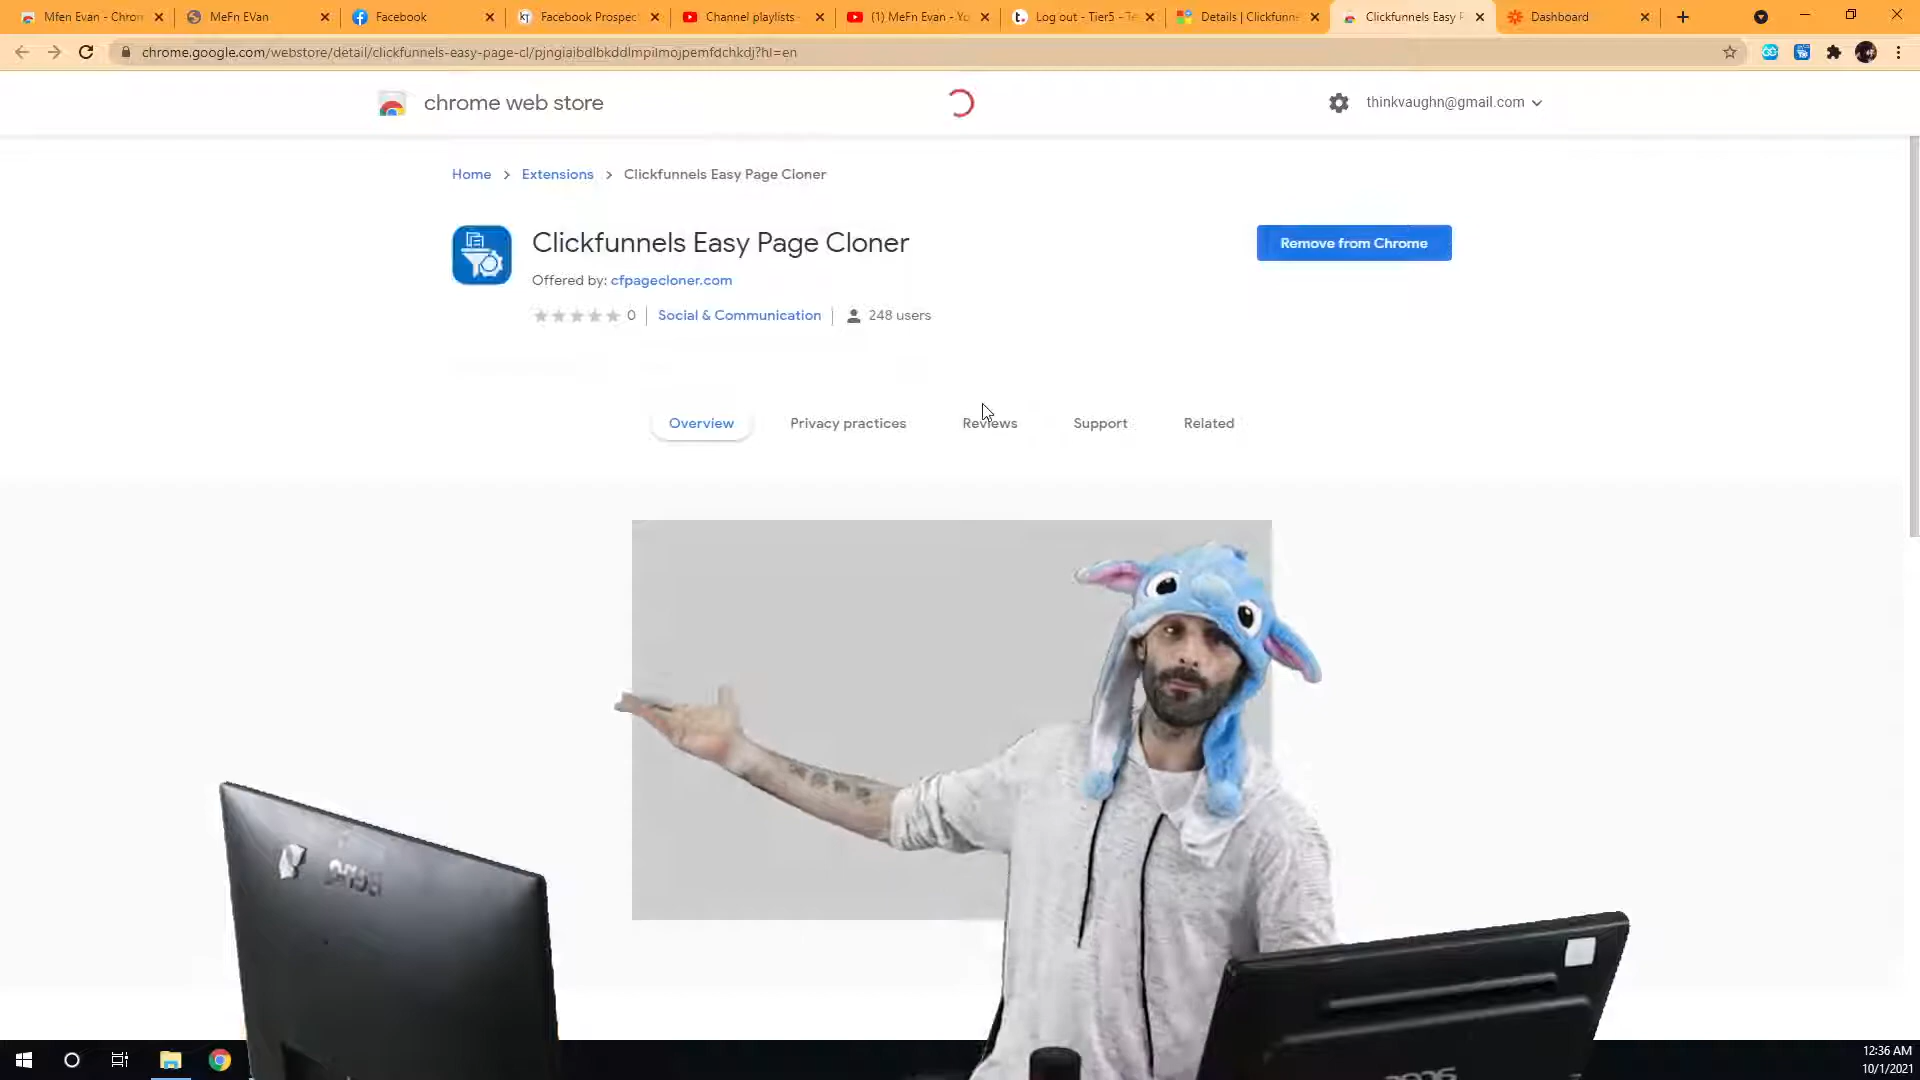 Mfen Evan - Chron
MeFn EVan
Facebook
Facebook Prospec
Channel playlists -
(1) MeFn Evan - Yo
Log out - Tier5 - Te
Details | Clickfunne
Clickfunnels Easy P
Dashboard
chrome.google.com/webstore/detail/clickfunnels-easy-page-cl/pjngiaibdlbkddlmpilmojpemfdchkdj?hl=en
chrome web store
thinkvaughn@gmail.com
Home > Extensions > Clickfunnels Easy Page Cloner
Clickfunnels Easy Page Cloner
Remove from Chrome
Offered by: cfpagecloner.com
0 | Social & Communication | 248 users
Overview
Privacy practices
Reviews
Support
Related
12:36 AM
10/1/2021